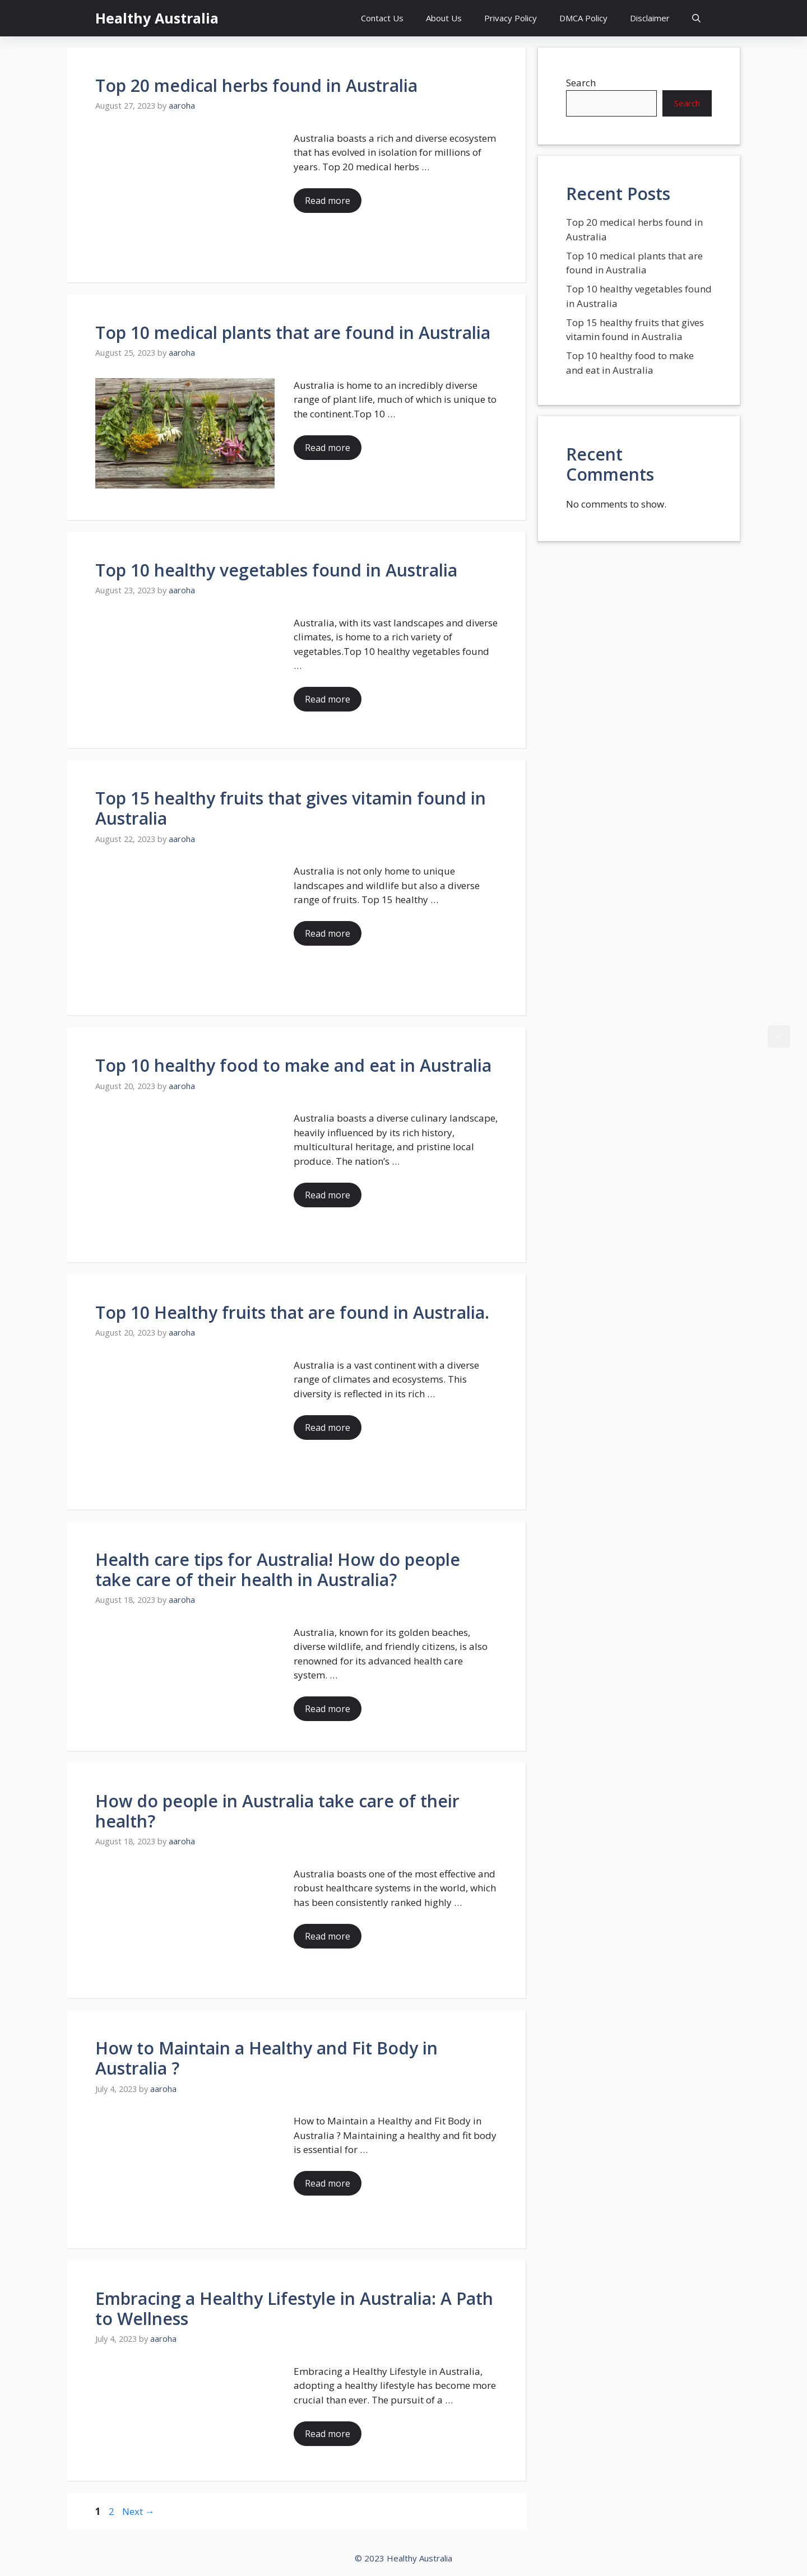 Healthy Australia
Contact Us
About Us
Privacy Policy
DMCA Policy
Disclaimer
Top 20 medical herbs found in Australia
August 27, 2023 by aaroha
Australia boasts a rich and diverse ecosystem
that has evolved in isolation for millions of
years. Top 20 medical herbs …
Read more
Top 10 medical plants that are found in Australia
August 25, 2023 by aaroha
Australia is home to an incredibly diverse
range of plant life, much of which is unique to
the continent.Top 10 …
Read more
Top 10 healthy vegetables found in Australia
August 23, 2023 by aaroha
Australia, with its vast landscapes and diverse
climates, is home to a rich variety of
vegetables.Top 10 healthy vegetables found
…
Read more
Top 15 healthy fruits that gives vitamin found in
Australia
August 22, 2023 by aaroha
Australia is not only home to unique
landscapes and wildlife but also a diverse
range of fruits. Top 15 healthy …
Read more
Top 10 healthy food to make and eat in Australia
August 20, 2023 by aaroha
Australia boasts a diverse culinary landscape,
heavily influenced by its rich history,
multicultural heritage, and pristine local
produce. The nation’s …
Read more
Top 10 Healthy fruits that are found in Australia.
August 20, 2023 by aaroha
Australia is a vast continent with a diverse
range of climates and ecosystems. This
diversity is reflected in its rich …
Read more
Health care tips for Australia! How do people
take care of their health in Australia?
August 18, 2023 by aaroha
Australia, known for its golden beaches,
diverse wildlife, and friendly citizens, is also
renowned for its advanced health care
system. …
Read more
How do people in Australia take care of their
health?
August 18, 2023 by aaroha
Australia boasts one of the most effective and
robust healthcare systems in the world, which
has been consistently ranked highly …
Read more
How to Maintain a Healthy and Fit Body in
Australia ?
July 4, 2023 by aaroha
How to Maintain a Healthy and Fit Body in
Australia ? Maintaining a healthy and fit body
is essential for …
Read more
Embracing a Healthy Lifestyle in Australia: A Path
to Wellness
July 4, 2023 by aaroha
Embracing a Healthy Lifestyle in Australia,
adopting a healthy lifestyle has become more
crucial than ever. The pursuit of a …
Read more
1 2 Next →
Search
Search
Recent Posts
Top 20 medical herbs found in
Australia
Top 10 medical plants that are
found in Australia
Top 10 healthy vegetables found
in Australia
Top 15 healthy fruits that gives
vitamin found in Australia
Top 10 healthy food to make
and eat in Australia
Recent
Comments
No comments to show.
© 2023 Healthy Australia